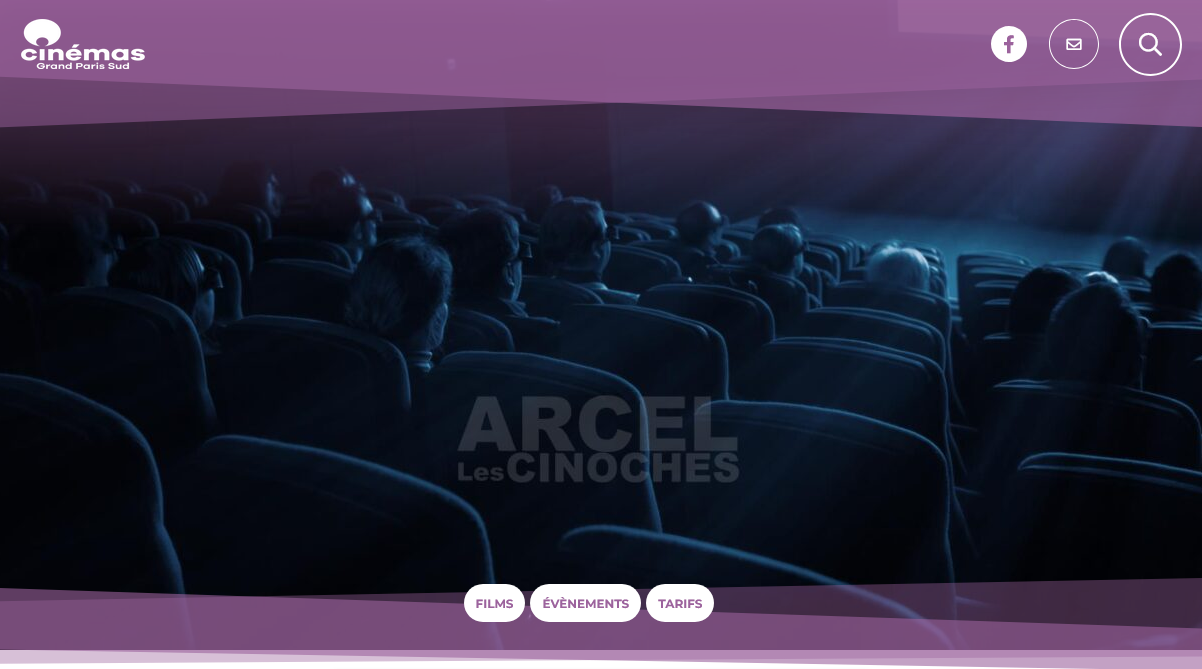 cinémas
Grand Paris Sud
ARCEL
Les CINOCHES
FILMS
ÉVÈNEMENTS
TARIFS